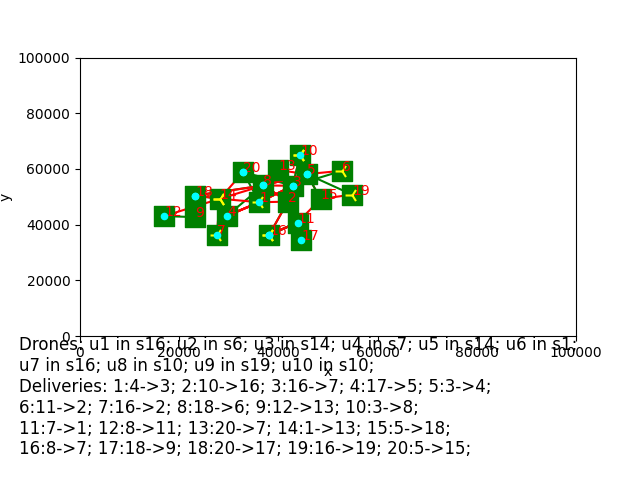 100000
80000
60000
40000
20000
0
y
20000 40000 60000 80000 100000
x
Drones: u1 in s16; u2 in s6; u3 in s14; u4 in s7; u5 in s14; u6 in s1;
u7 in s16; u8 in s10; u9 in s19; u10 in s10;
Deliveries: 1:4->3; 2:10->16; 3:16->7; 4:17->5; 5:3->4;
6:11->2; 7:16->2; 8:18->6; 9:12->13; 10:3->8;
11:7->1; 12:8->11; 13:20->7; 14:1->13; 15:5->18;
16:8->7; 17:18->9; 18:20->17; 19:16->19; 20:5->15;